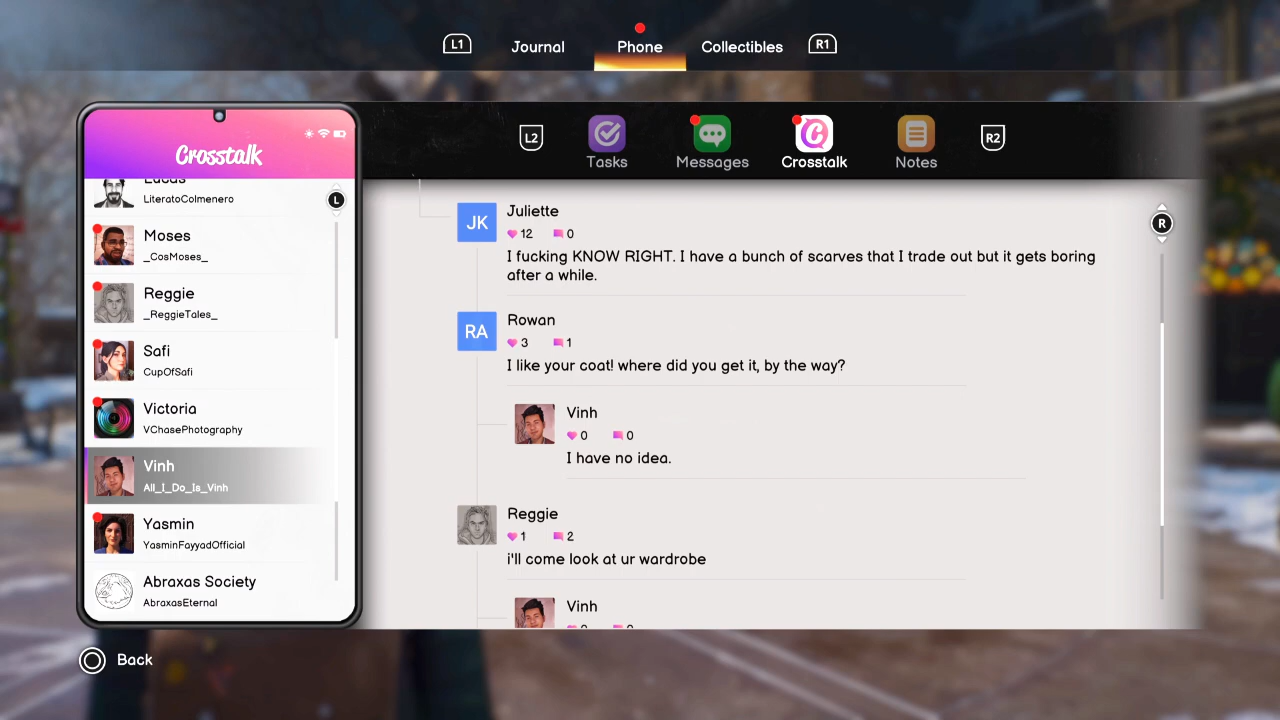 L1
Journal
Phone
Collectibles
R1
Crosstalk
L2
Tasks
Messages
Crosstalk
Notes
R2
Lucas
LiteratoColmenero
L
Moses
_CosMoses_
Reggie
_ReggieTales_
Safi
CupOfSafi
Victoria
VChasePhotography
Vinh
All_I_Do_Is_Vinh
Yasmin
YasminFayyadOfficial
Abraxas Society
AbraxasEternal
R
JK
Juliette
12 0
I fucking KNOW RIGHT. I have a bunch of scarves that I trade out but it gets boring
after a while.
RA
Rowan
3 1
I like your coat! where did you get it, by the way?
Vinh
0 0
I have no idea.
Reggie
1 2
i'll come look at ur wardrobe
Vinh
0 0
Back